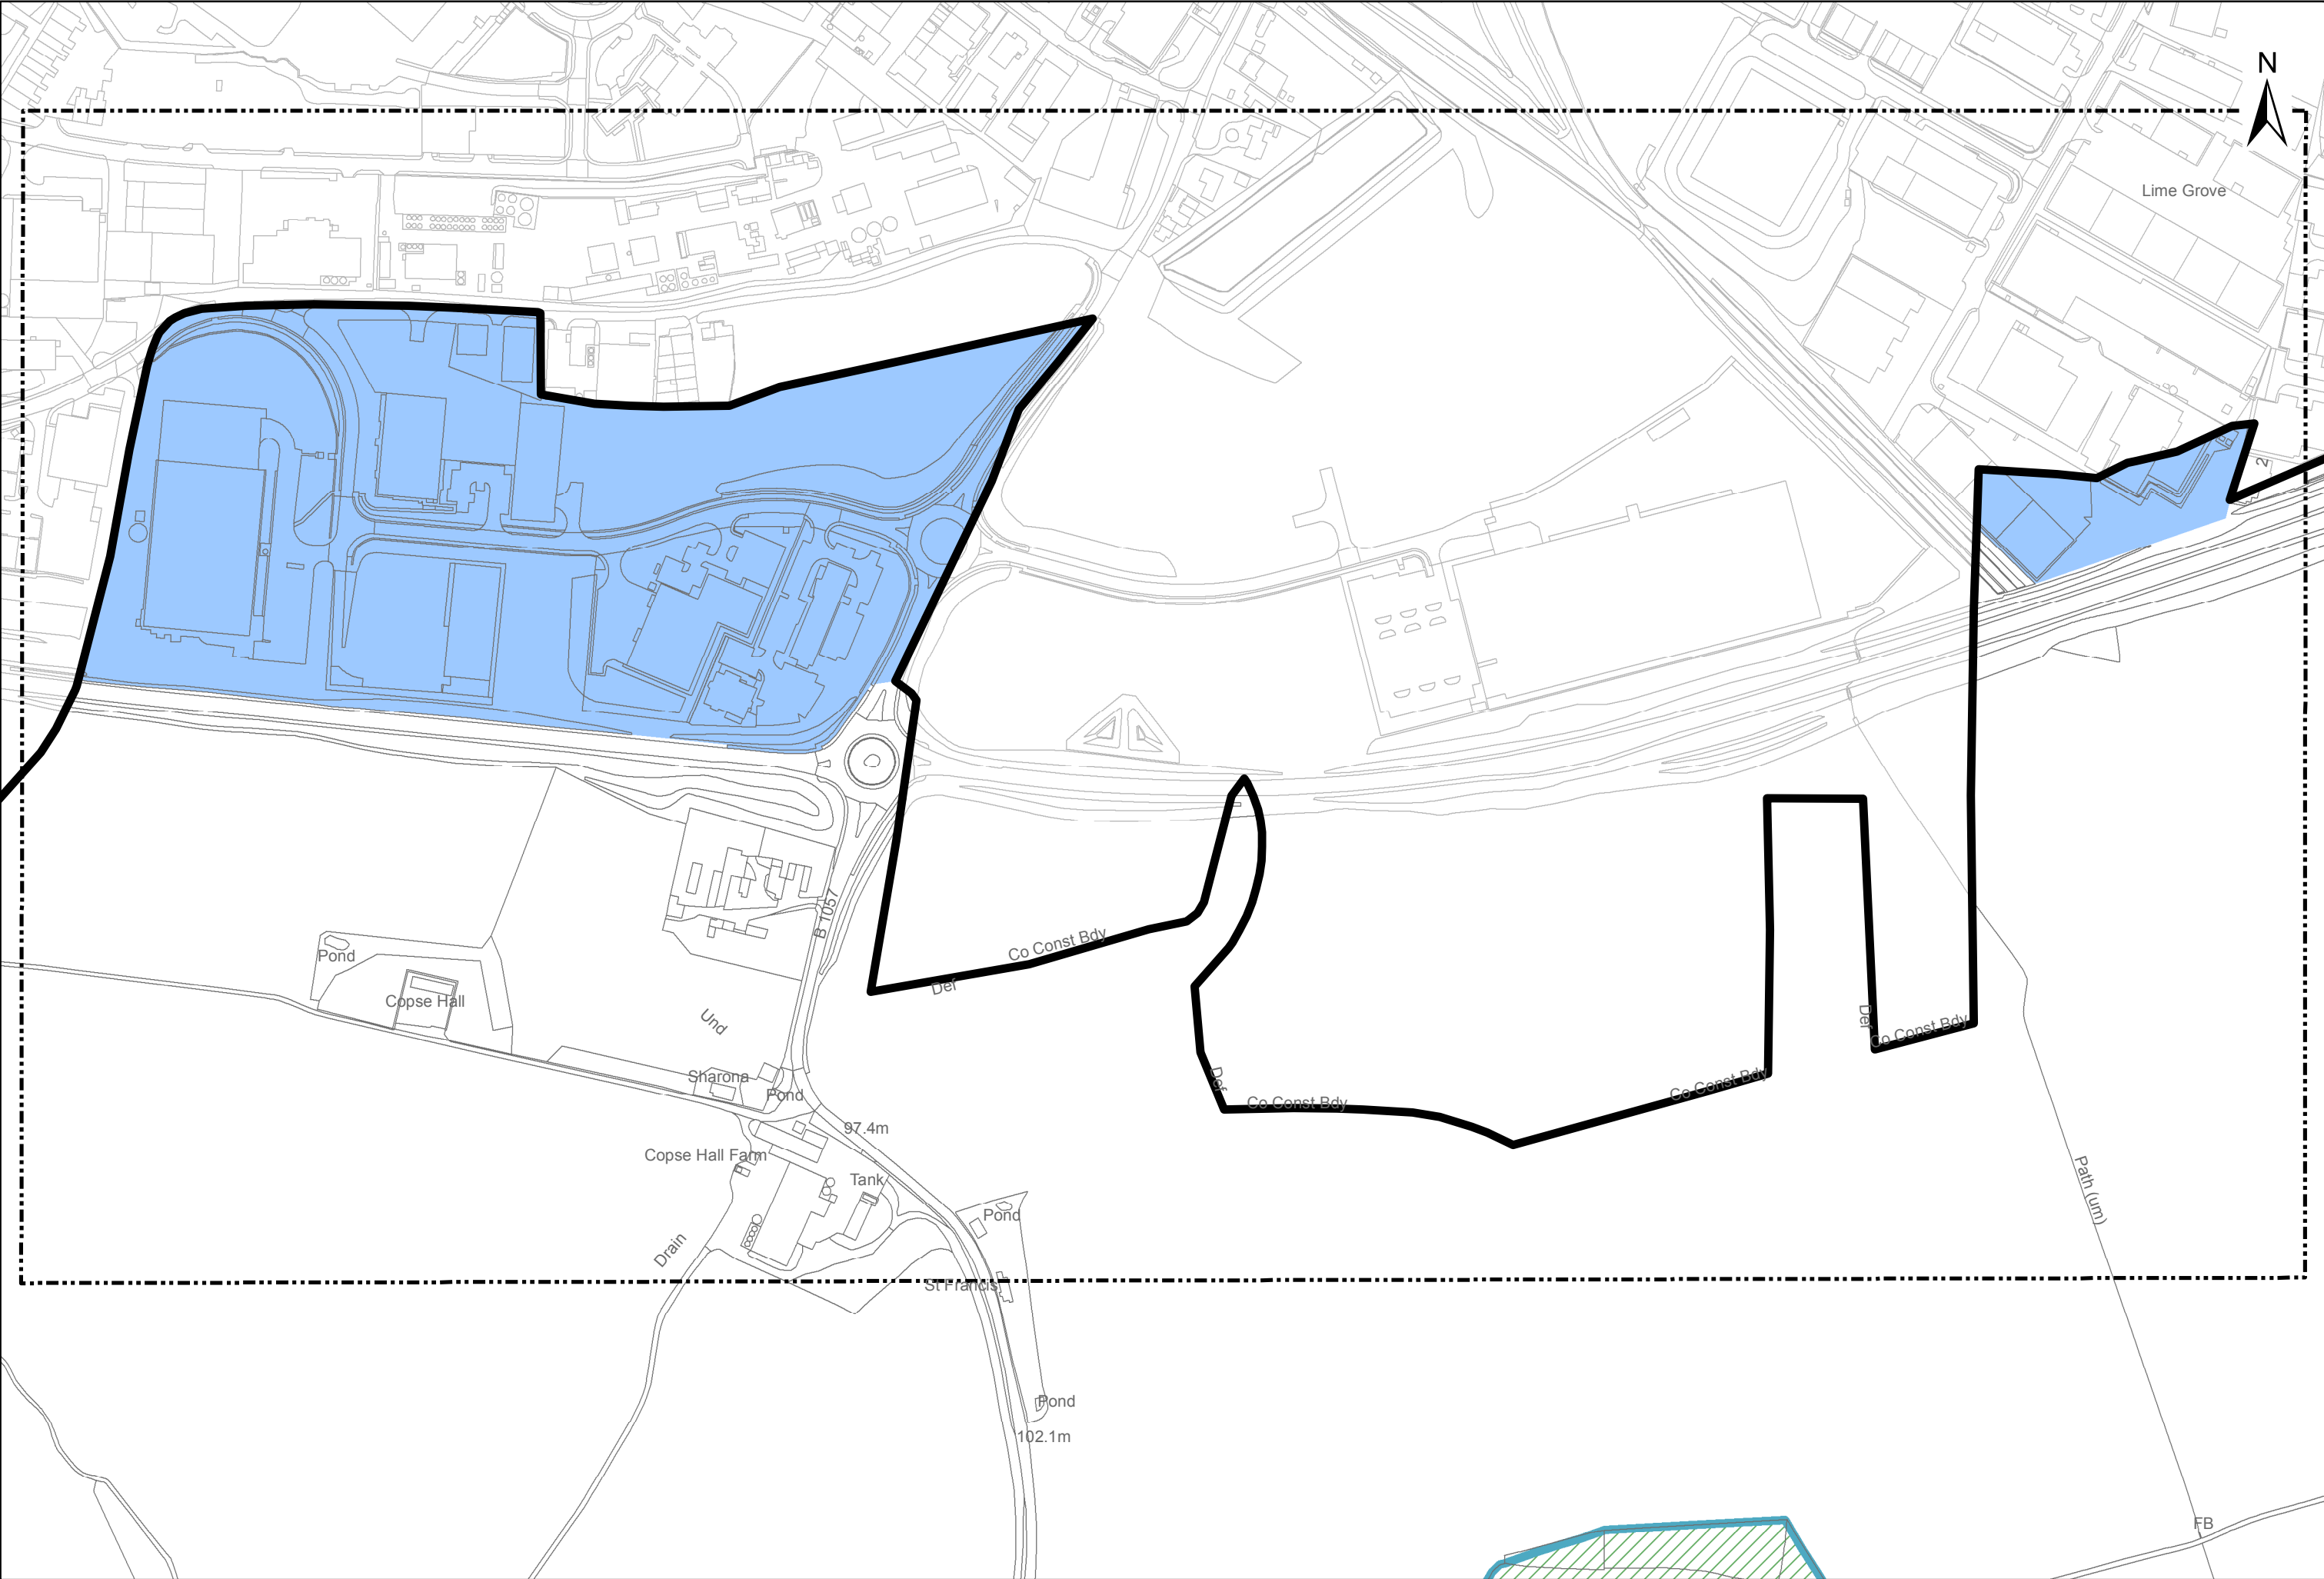 N
Lime Grove
2
B 1057
Co Const Bdy
Def
Pond
Copse Hall
Und
Def
Co Const Bdy
Sharona
Pond
Def
Co Const Bdy
Co Const Bdy
97.4m
Copse Hall Farm
Tank
Path (um)
Pond
Drain
St Francis
Pond
102.1m
FB